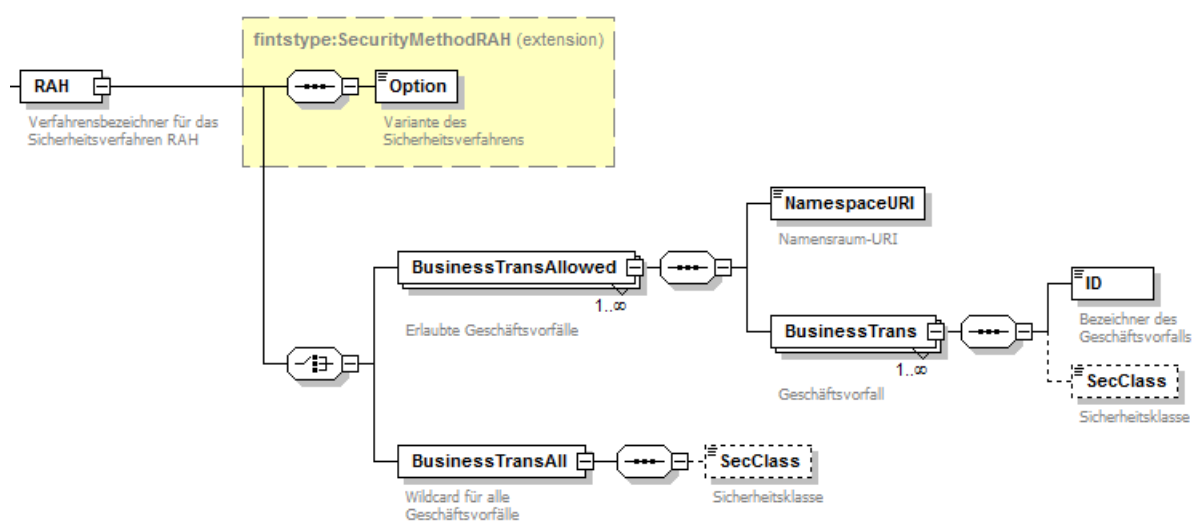 fintstype:SecurityMethodRAH (extension)
RAH
Option
Verfahrensbezeichner für das
Sicherheitsverfahren RAH
Variante des
Sicherheitsverfahrens
NamespaceURI
Namensraum-URI
BusinessTransAllowed
1..∞
Erlaubte Geschäftsvorfälle
ID
Bezeichner des
Geschäftsvorfalls
BusinessTrans
1..∞
Geschäftsvorfall
SecClass
Sicherheitsklasse
BusinessTransAll
Wildcard für alle
Geschäftsvorfälle
SecClass
Sicherheitsklasse